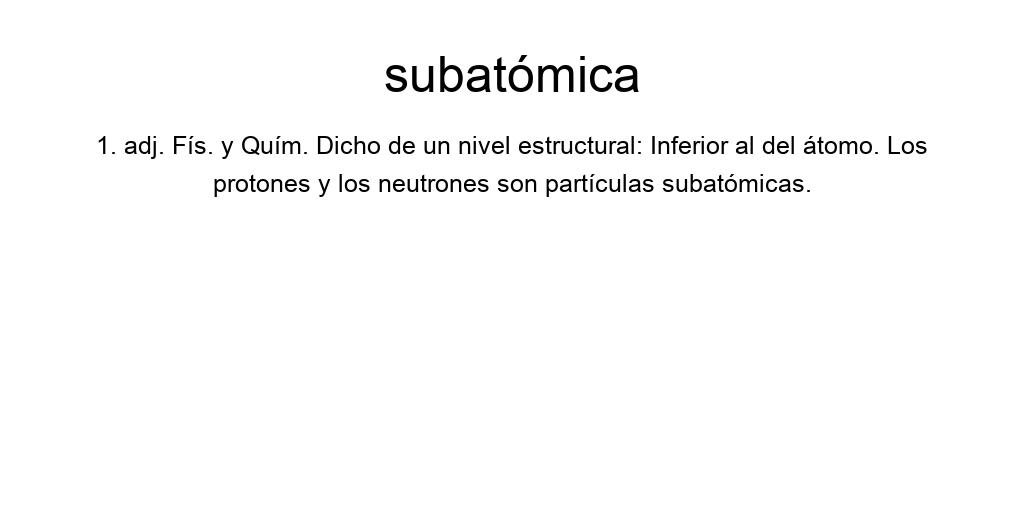 subatómica
1. adj. Fís. y Quím. Dicho de un nivel estructural: Inferior al del átomo. Los
protones y los neutrones son partículas subatómicas.